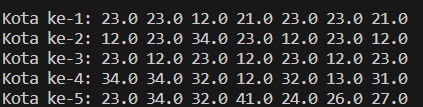 Kota ke-1: 23.0 23.0 12.0 21.0 23.0 23.0 21.0
Kota ke-2: 12.0 23.0 34.0 23.0 12.0 23.0 12.0
Kota ke-3: 23.0 12.0 23.0 12.0 23.0 12.0 23.0
Kota ke-4: 34.0 34.0 32.0 12.0 32.0 13.0 31.0
Kota ke-5: 23.0 34.0 32.0 41.0 24.0 26.0 27.0